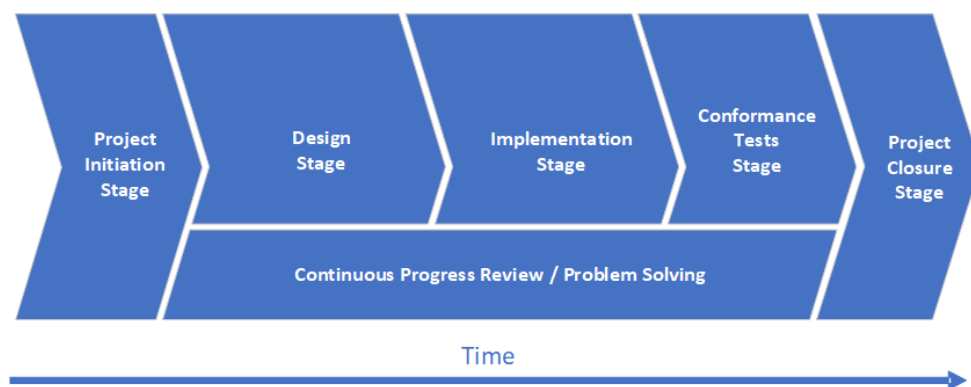 Project
Initiation
Stage
Design
Stage
Implementation
Stage
Conformance
Tests
Stage
Project
Closure
Stage
Continuous Progress Review / Problem Solving
Time